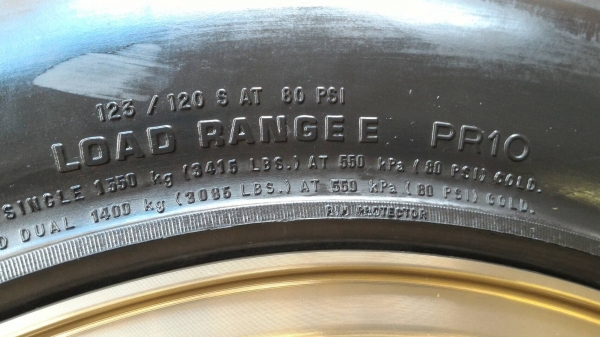 123 / 120 S AT 80 PSI
LOAD RANGE E PR10
SINGLE 1550 kg (3415 LBS.) AT 550 kPa (80 PSI) COLD.
D DUAL 1400 kg (3085 LBS.) AT 550 kPa (80 PSI) COLD.
RIM PROTECTOR